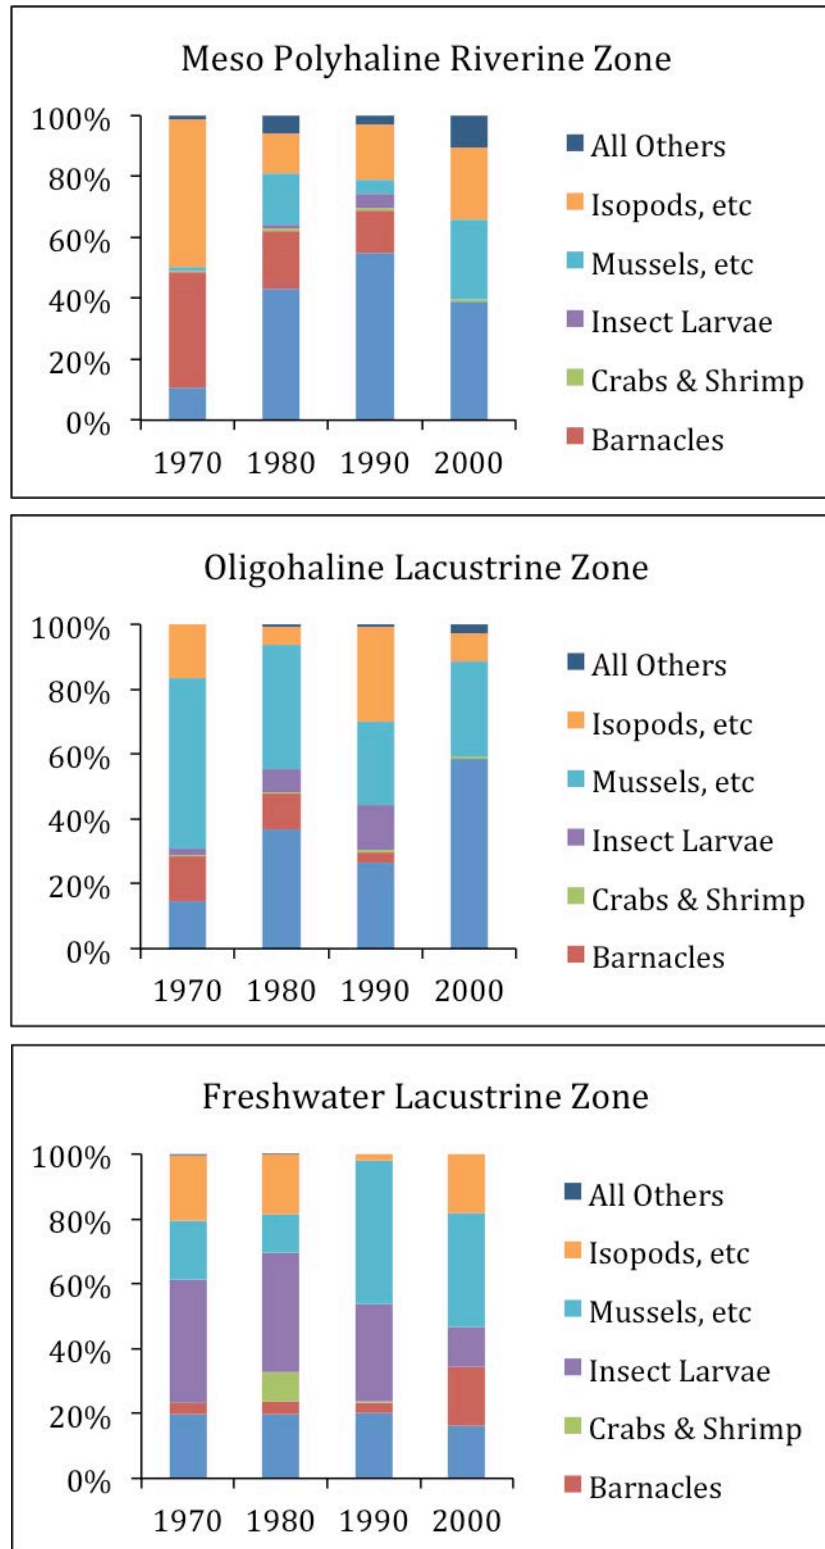 Meso Polyhaline Riverine Zone
100%
80%
60%
40%
20%
0%
1970 1980 1990 2000
All Others
Isopods, etc
Mussels, etc
Insect Larvae
Crabs & Shrimp
Barnacles
Oligohaline Lacustrine Zone
100%
80%
60%
40%
20%
0%
1970 1980 1990 2000
All Others
Isopods, etc
Mussels, etc
Insect Larvae
Crabs & Shrimp
Barnacles
Freshwater Lacustrine Zone
100%
80%
60%
40%
20%
0%
1970 1980 1990 2000
All Others
Isopods, etc
Mussels, etc
Insect Larvae
Crabs & Shrimp
Barnacles